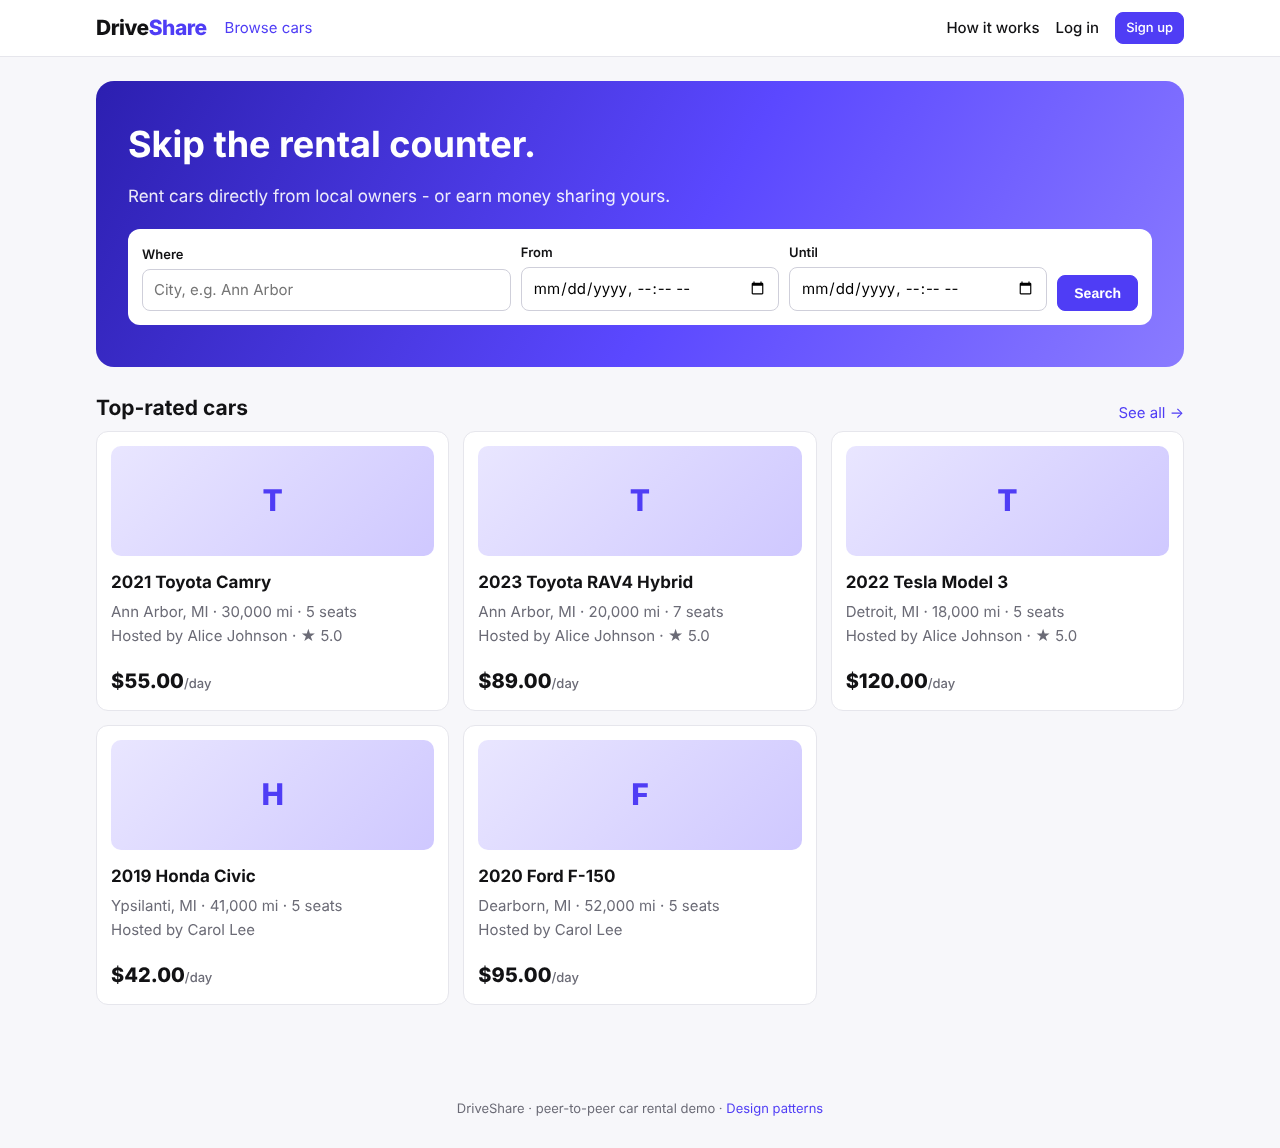 DriveShare Browse cars How it works Log in Sign up
Skip the rental counter.
Rent cars directly from local owners - or earn money sharing yours.
Where From Until
City, e.g. Ann Arbor mm/dd/yyyy, --:-- -- mm/dd/yyyy, --:-- -- Search
Top-rated cars See all →
T T T
2021 Toyota Camry 2023 Toyota RAV4 Hybrid 2022 Tesla Model 3
Ann Arbor, MI · 30,000 mi · 5 seats Ann Arbor, MI · 20,000 mi · 7 seats Detroit, MI · 18,000 mi · 5 seats
Hosted by Alice Johnson · ★ 5.0 Hosted by Alice Johnson · ★ 5.0 Hosted by Alice Johnson · ★ 5.0
$55.00/day $89.00/day $120.00/day
H F
2019 Honda Civic 2020 Ford F-150
Ypsilanti, MI · 41,000 mi · 5 seats Dearborn, MI · 52,000 mi · 5 seats
Hosted by Carol Lee Hosted by Carol Lee
$42.00/day $95.00/day
DriveShare · peer-to-peer car rental demo · Design patterns